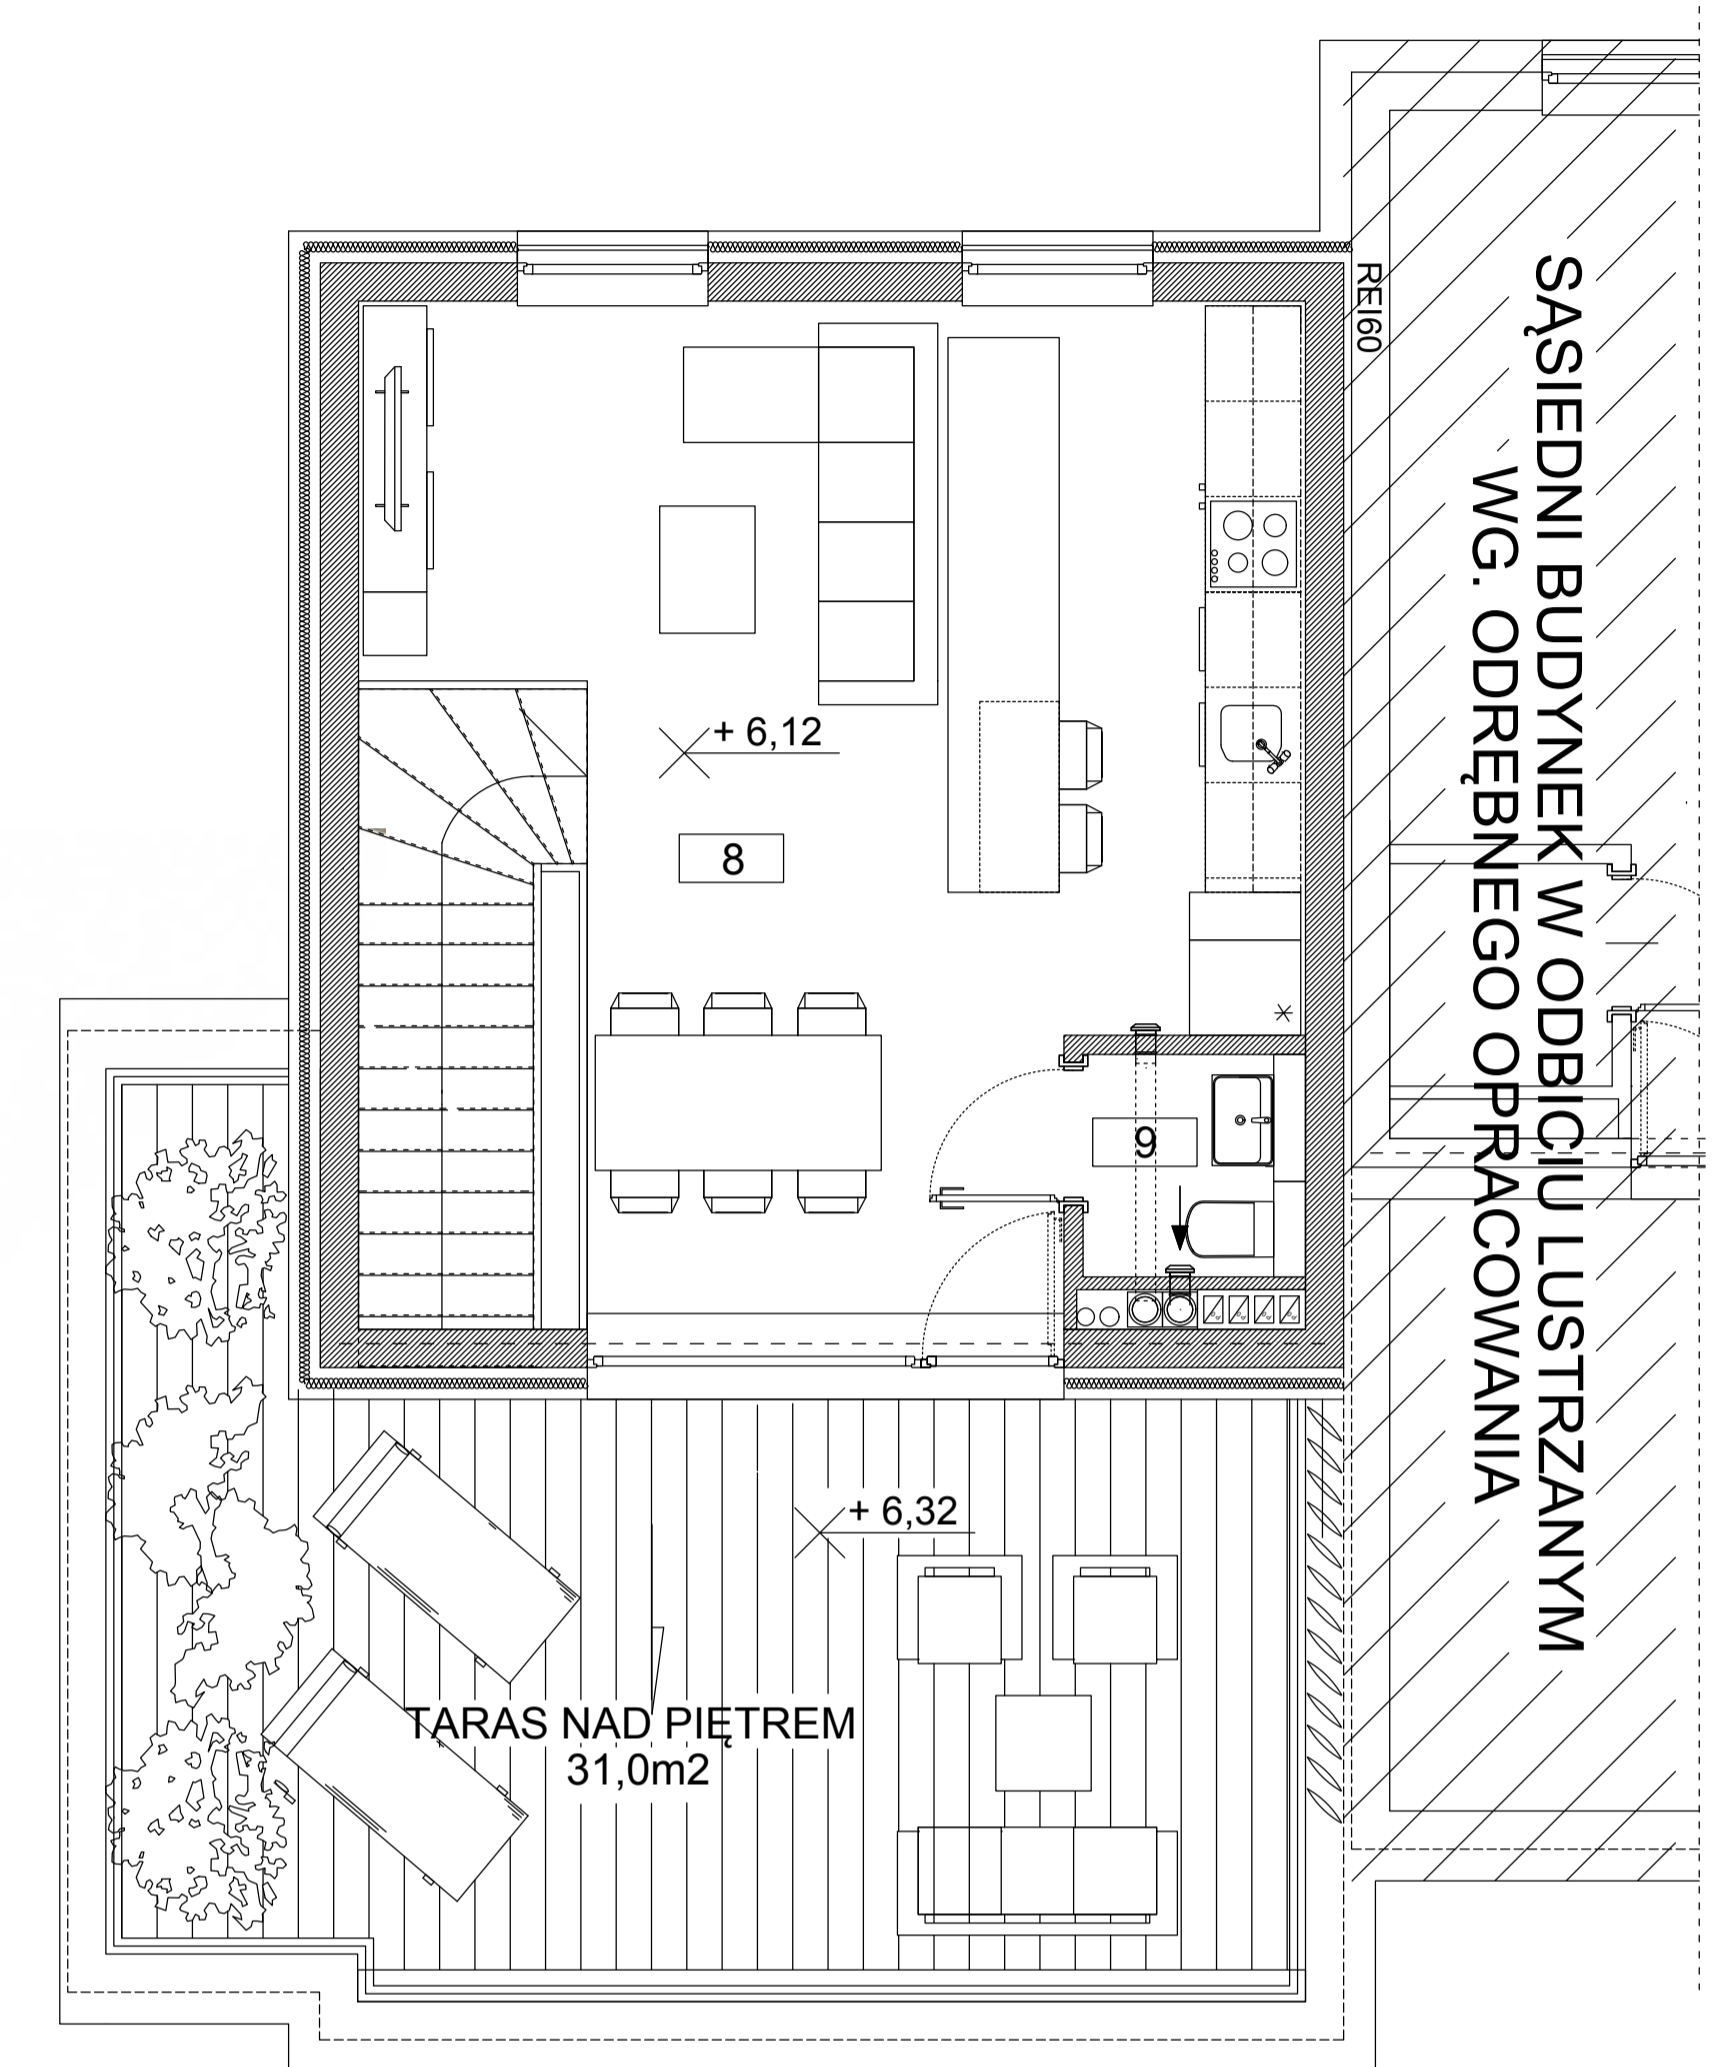 REI60
SĄSIEDNI BUDYNEK W ODBICIU LUSTRZANYM
WG. ODRĘBNEGO OPRACOWANIA
+ 6,12
8
9
+ 6,32
TARAS NAD PIĘTREM
31,0m2